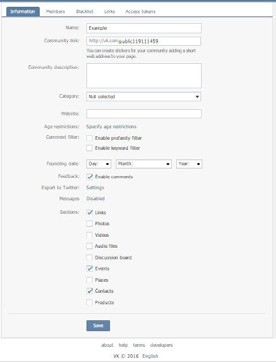 Information Members Blacklist Links Access tokens
Name: Example
Community link: http://vk.com/public119111459
You can create stickers for your community adding a short
web address to your page.
Community description:
Category: Not selected
Website:
Age restrictions: Specify age restrictions
Comment filter: Enable profanity filter
Enable keyword filter
Founding date: Day: Month: Year:
Feedback: Enable comments
Export to Twitter: Settings
Messages: Disabled
Sections: Links
Photos
Videos
Audio files
Discussion board
Events
Places
Contacts
Products
Save
about help terms developers
VK © 2016 English